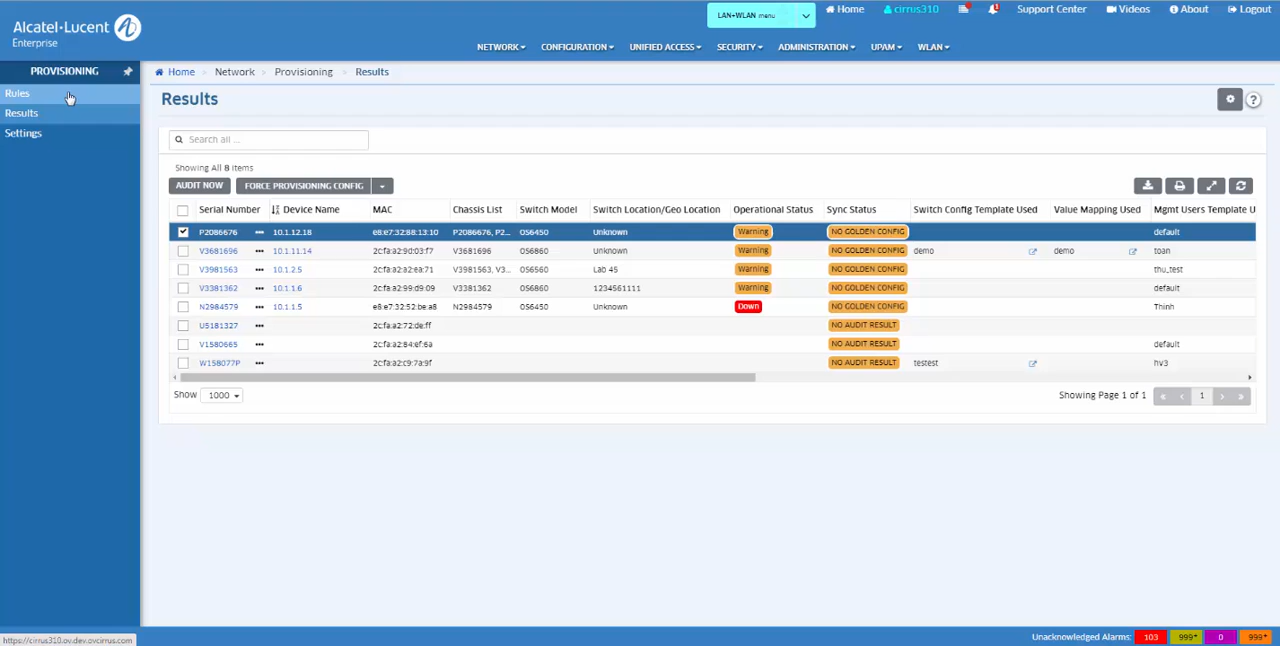 Alcatel·Lucent
Enterprise
LAN+WLAN menu
Home
cirrus310
Support Center
Videos
About
Logout
NETWORK
CONFIGURATION
UNIFIED ACCESS
SECURITY
ADMINISTRATION
UPAM
WLAN
PROVISIONING
Rules
Results
Settings
Home > Network > Provisioning > Results
Results
?
Search all ...
Showing All 8 items
AUDIT NOW
FORCE PROVISIONING CONFIG
Serial Number Device Name MAC Chassis List Switch Model Switch Location/Geo Location Operational Status Sync Status Switch Config Template Used Value Mapping Used Mgmt Users Template U
P2086676 ••• 10.1.12.18 e8:e7:32:88:13:10 P2086676, P2... OS6450 Unknown Warning NO GOLDEN CONFIG default
V3681696 ••• 10.1.11.14 2c:fa:a2:9d:03:f7 V3681696 OS6860 Unknown Warning NO GOLDEN CONFIG demo demo toan
V3981563 ••• 10.1.2.5 2c:fa:a2:a2:ea:71 V3981563, V3... OS6560 Lab 45 Warning NO GOLDEN CONFIG thu_test
V3381362 ••• 10.1.1.6 2c:fa:a2:99:d9:09 V3381362 OS6860 1234561111 Warning NO GOLDEN CONFIG default
N2984579 ••• 10.1.1.5 e8:e7:32:52:be:a8 N2984579 OS6450 Unknown Down NO GOLDEN CONFIG Thinh
U5181327 ••• 2c:fa:a2:72:de:ff NO AUDIT RESULT
V1580665 ••• 2c:fa:a2:84:ef:6a NO AUDIT RESULT default
W158077P ••• 2c:fa:a2:c9:7a:9f NO AUDIT RESULT testest hv3
Show 1000
Showing Page 1 of 1
« ‹ 1 › »
https://cirrus310.ov.dev.ovcirrus.com
Unacknowledged Alarms: 103 999+ 0 999+